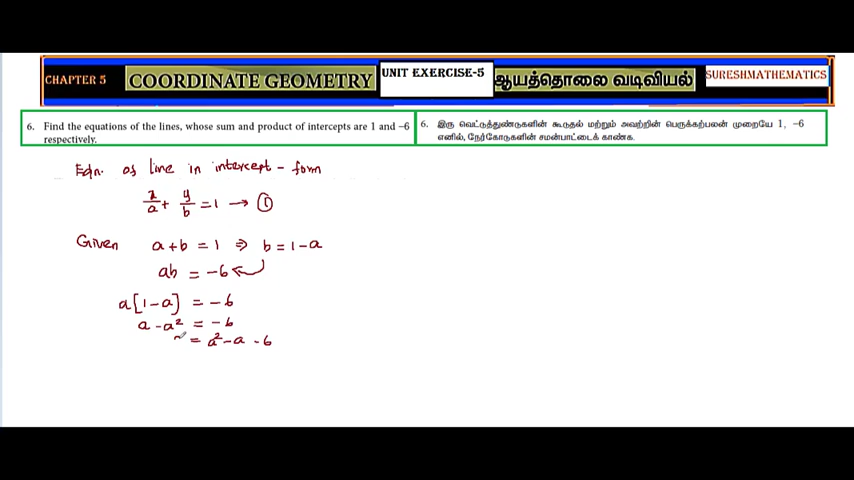 CHAPTER 5
COORDINATE GEOMETRY
UNIT EXERCISE-5
ஆயத்தொலை வடிவியல்
SURESHMATHEMATICS
6. Find the equations of the lines, whose sum and product of intercepts are 1 and –6
respectively.
6. இரு வெட்டுத்துண்டுகளின் கூடுதல் மற்றும் அவற்றின் பெருக்கற்பலன் முறையே 1, –6
எனில், நேர்கோடுகளின் சமன்பாட்டைக் காண்க.
Eqn. of line in intercept-form
x/a + y/b = 1 → ①
Given a+b = 1 ⇒ b = 1-a
ab = -6
a[1-a] = -6
a - a² = -6
= a² - a - 6